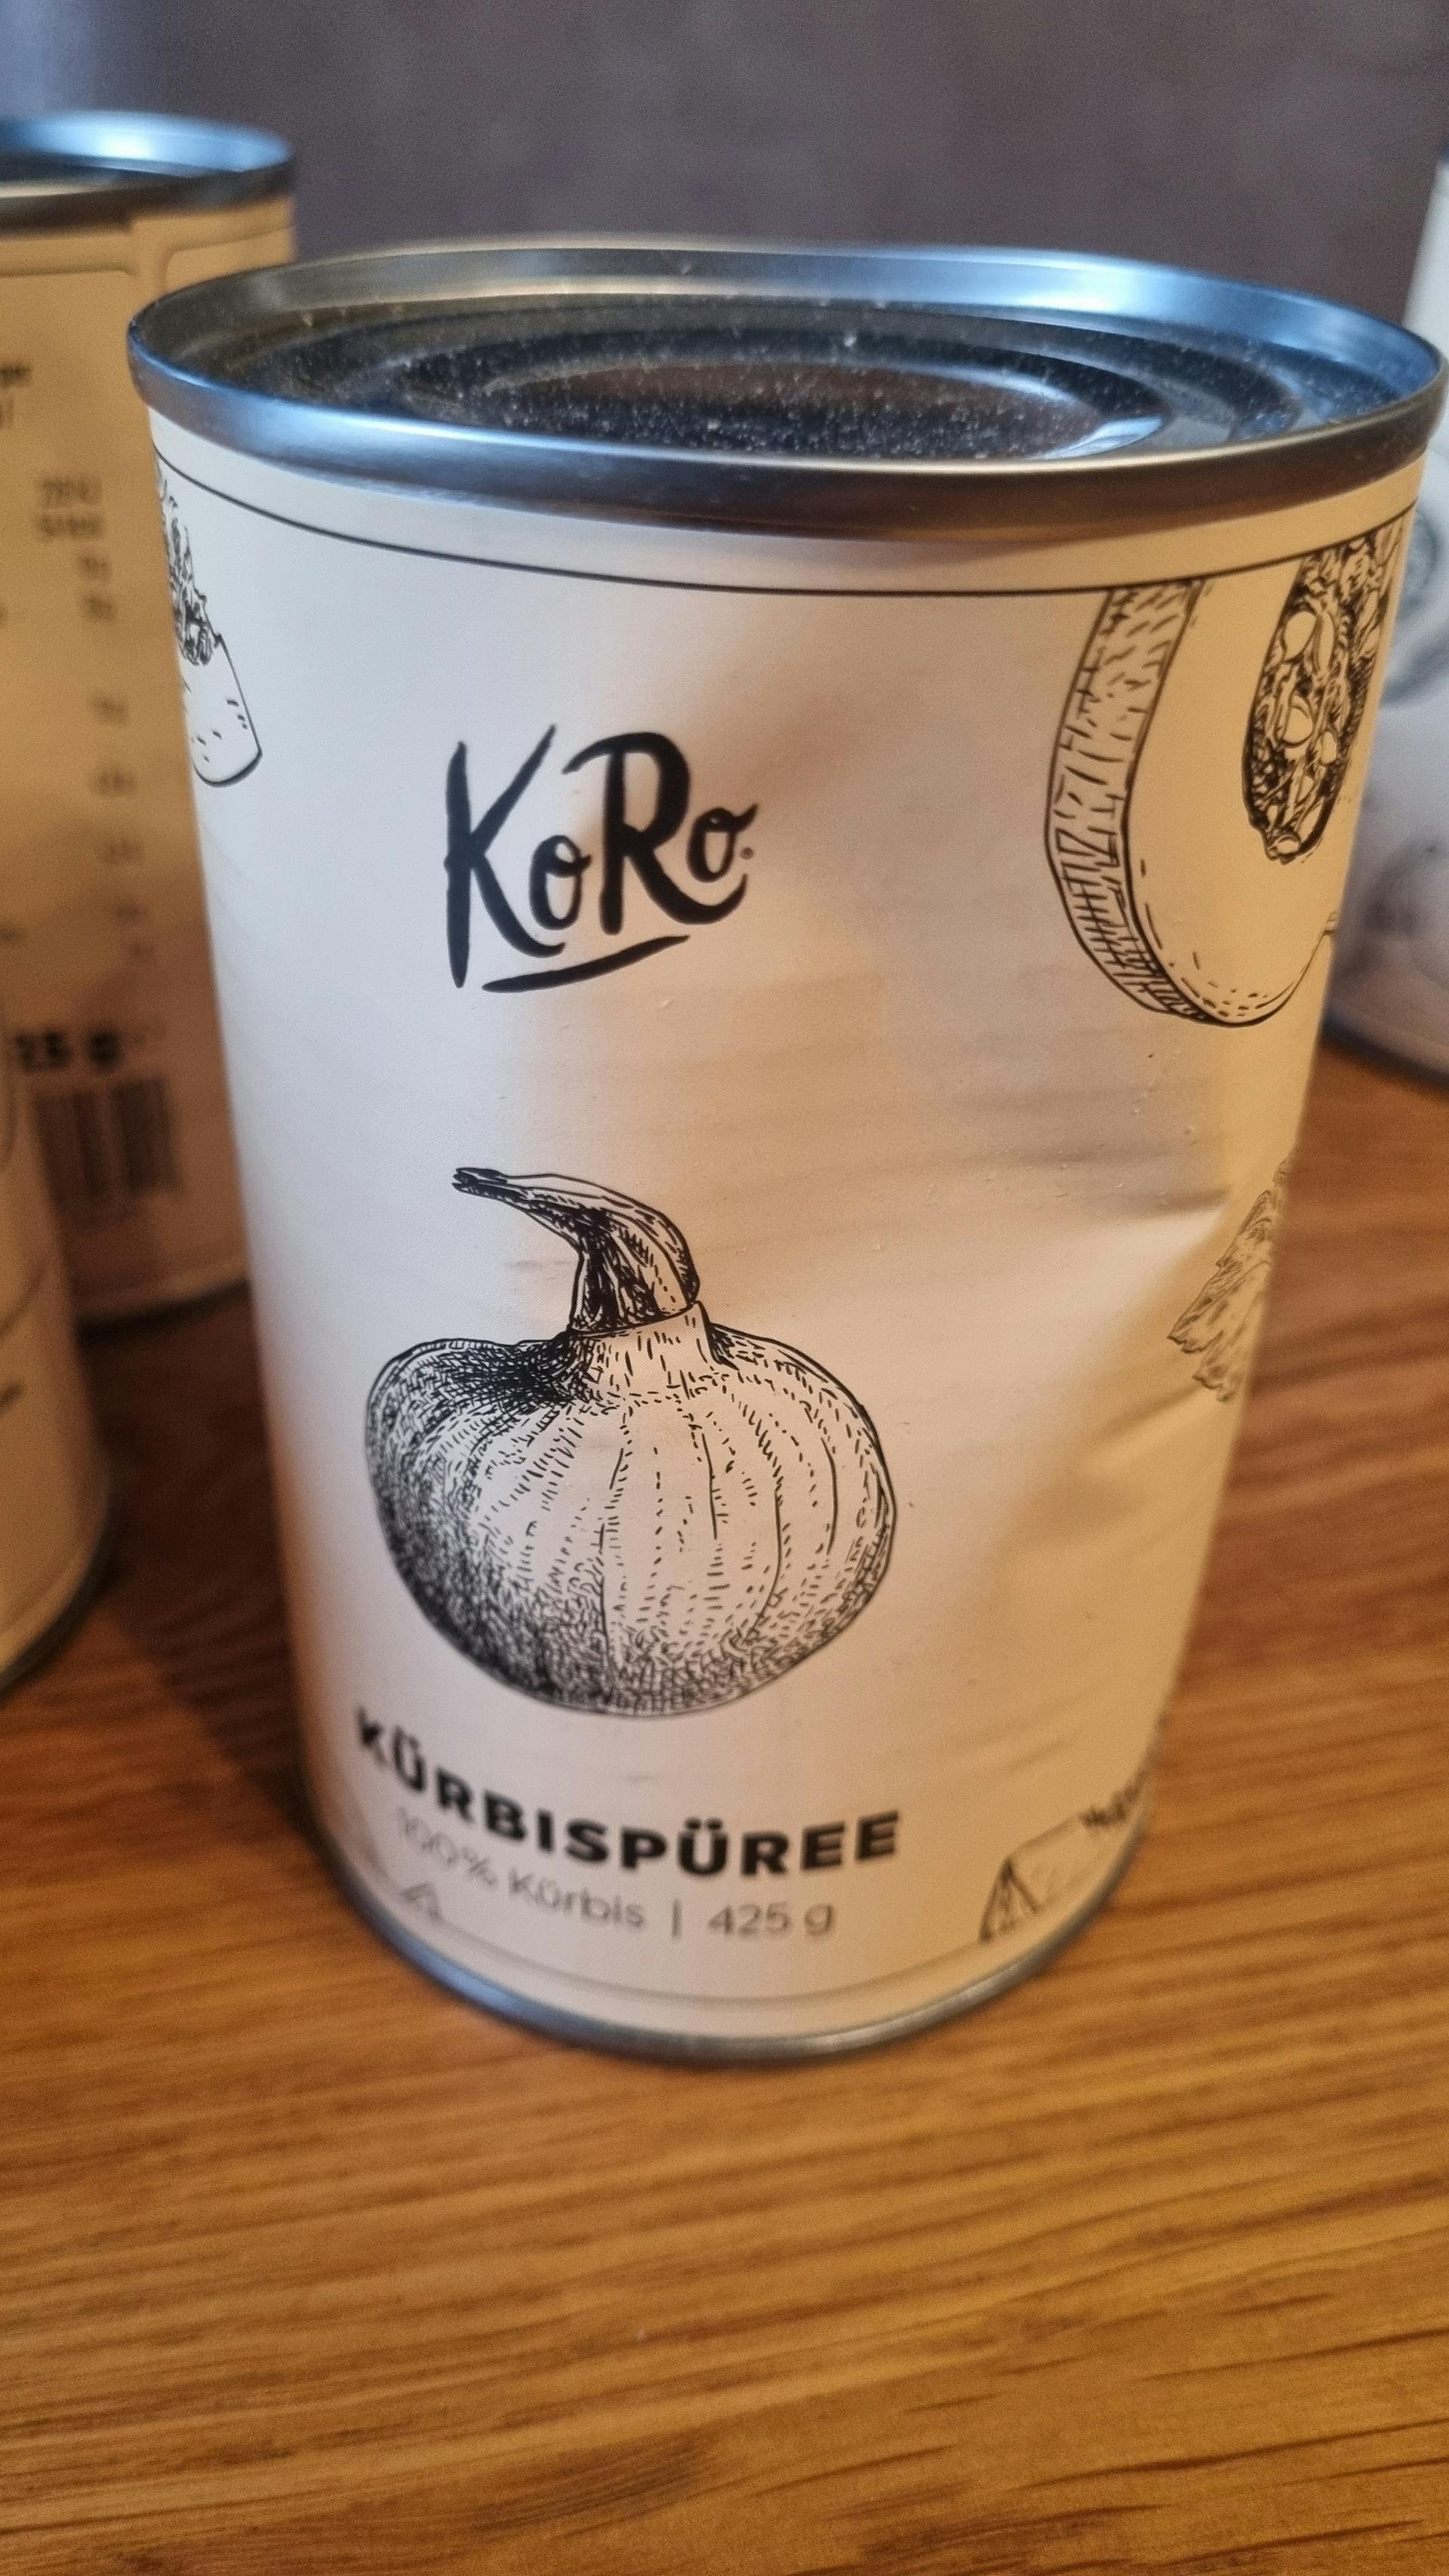 KoRo
KÜRBISPÜREE
100% Kürbis | 425 g